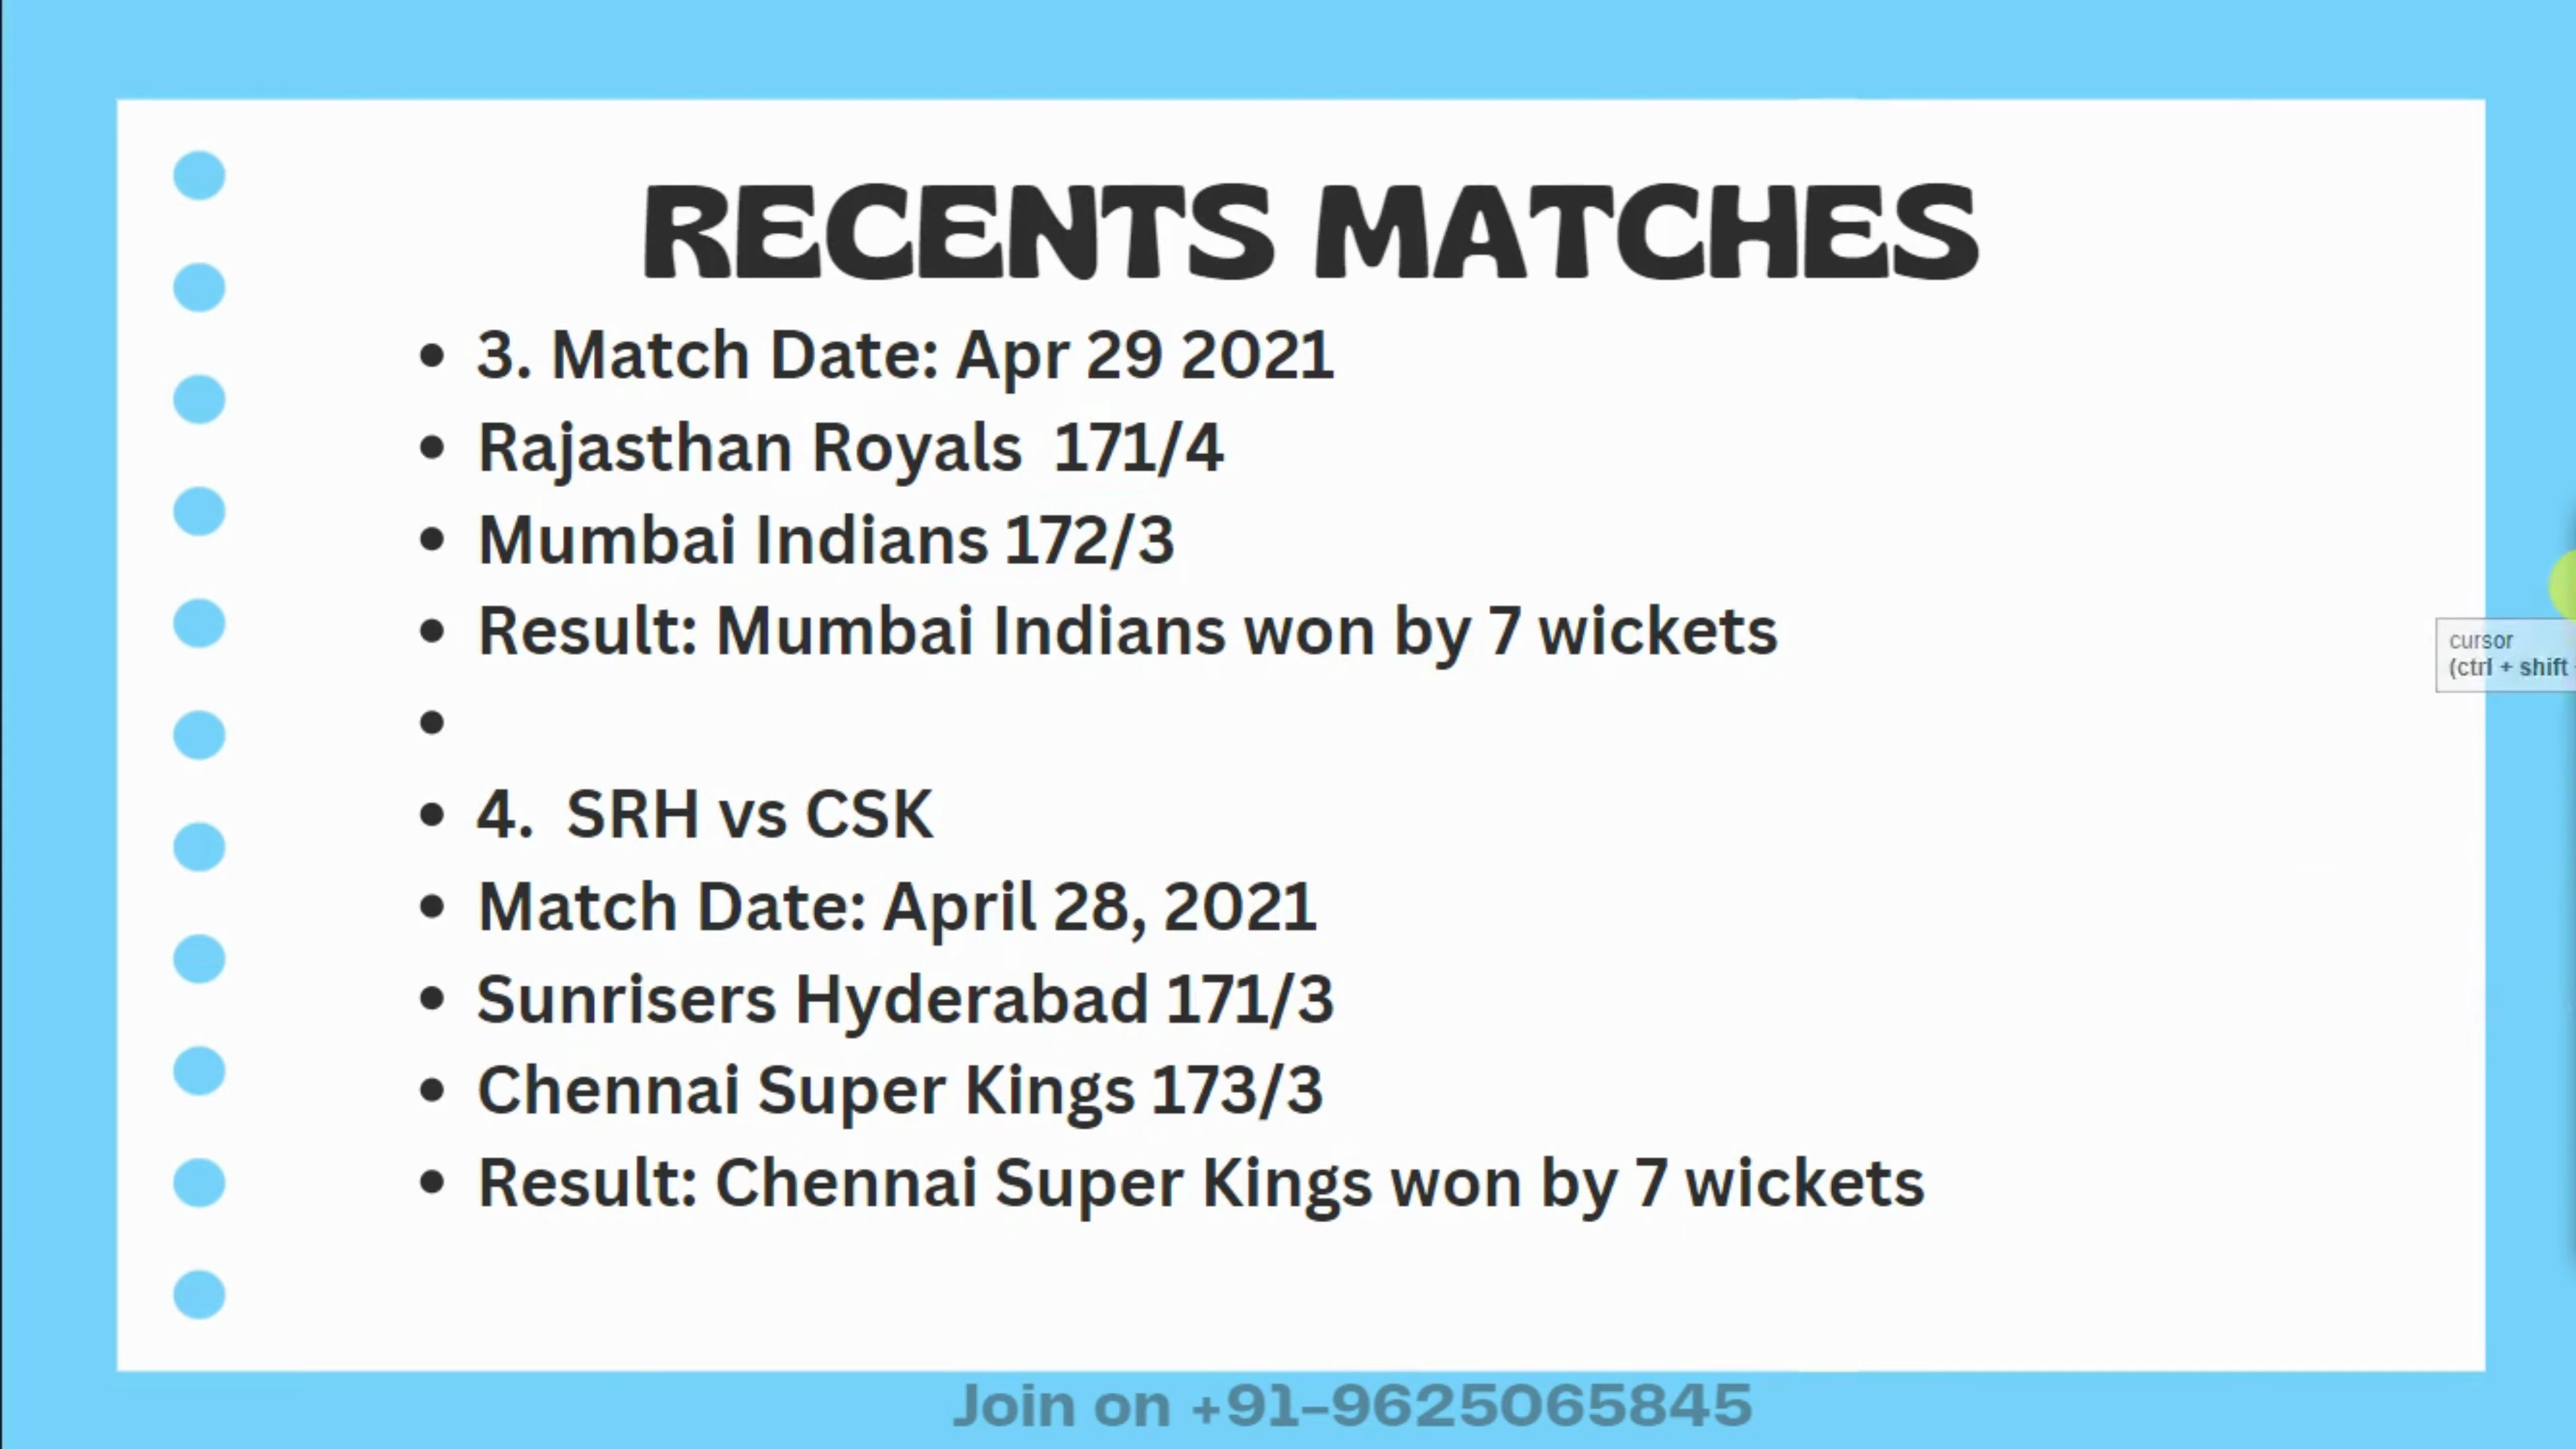 RECENTS MATCHES
• 3. Match Date: Apr 29 2021
• Rajasthan Royals  171/4
• Mumbai Indians 172/3
• Result: Mumbai Indians won by 7 wickets
•
• 4.  SRH vs CSK
• Match Date: April 28, 2021
• Sunrisers Hyderabad 171/3
• Chennai Super Kings 173/3
• Result: Chennai Super Kings won by 7 wickets
cursor
(ctrl + shift
Join on +91-9625065845